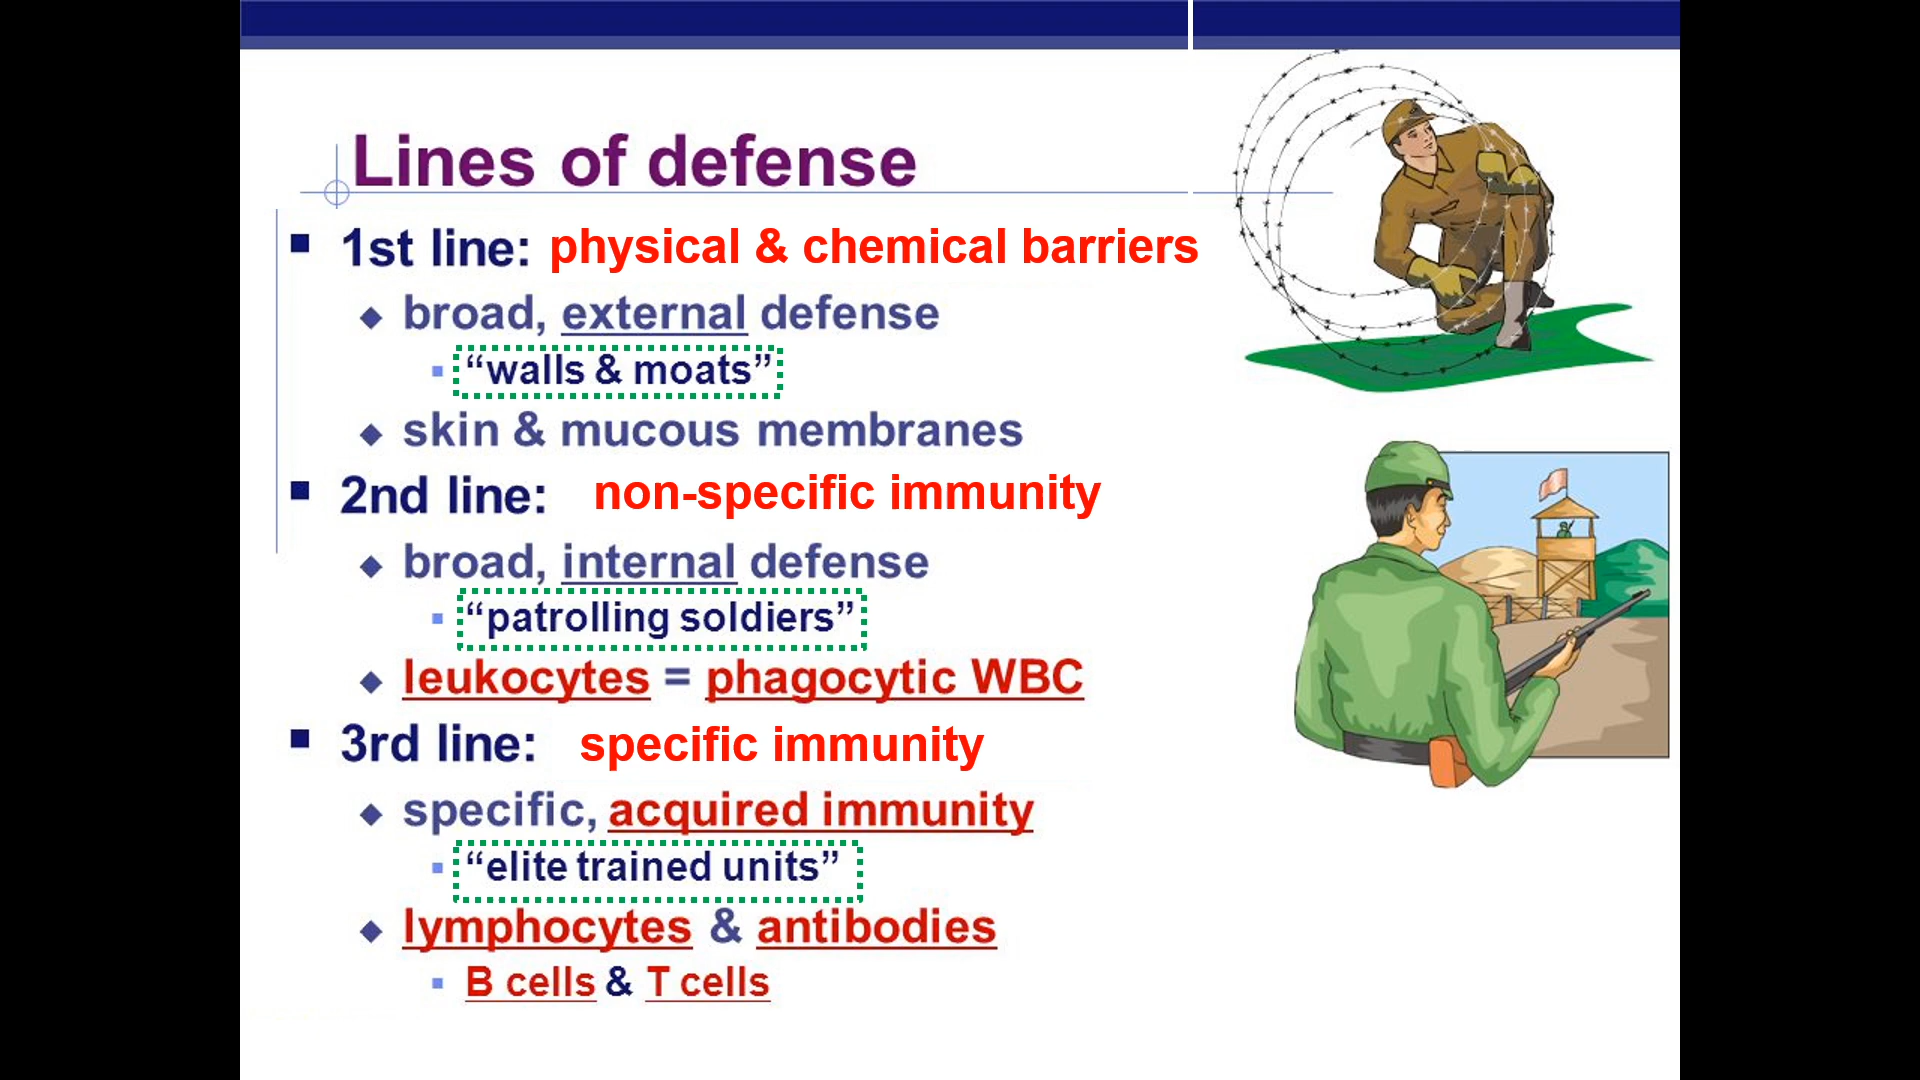 Lines of defense
1st line: physical & chemical barriers
broad, external defense
“walls & moats”
skin & mucous membranes
2nd line: non-specific immunity
broad, internal defense
“patrolling soldiers”
leukocytes = phagocytic WBC
3rd line: specific immunity
specific, acquired immunity
“elite trained units”
lymphocytes & antibodies
B cells & T cells